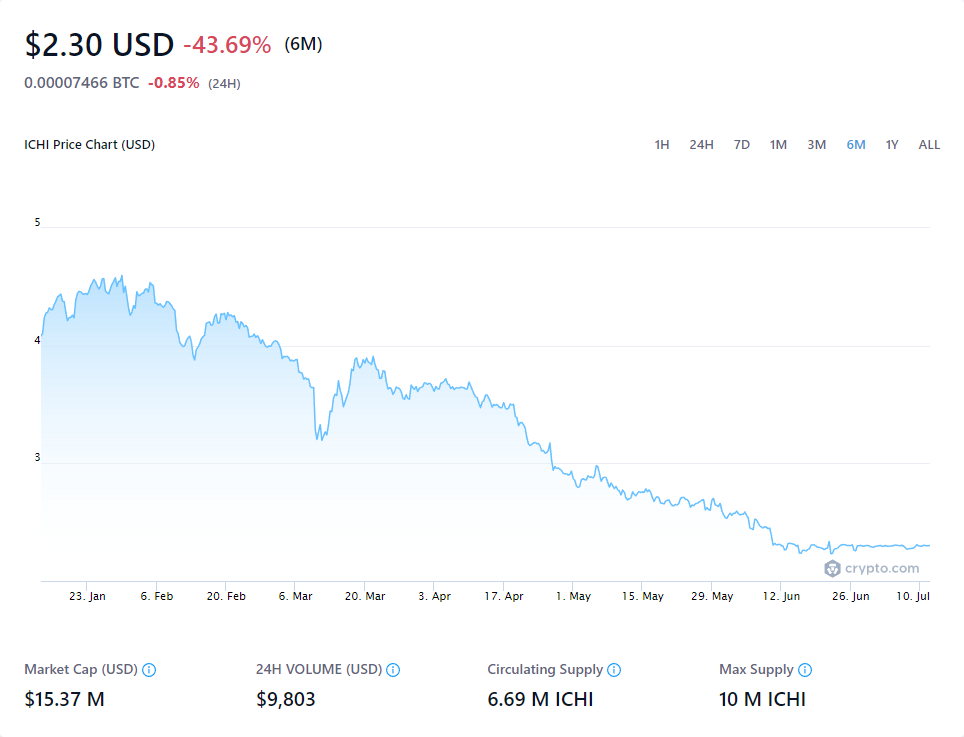 $2.30 USD -43.69% (6M)
0.00007466 BTC -0.85% (24H)
ICHI Price Chart (USD) 1H 24H 7D 1M 3M 6M 1Y ALL
5
4
3
crypto.com
23. Jan 6. Feb 20. Feb 6. Mar 20. Mar 3. Apr 17. Apr 1. May 15. May 29. May 12. Jun 26. Jun 10. Jul
Market Cap (USD) 24H VOLUME (USD) Circulating Supply Max Supply
$15.37 M $9,803 6.69 M ICHI 10 M ICHI